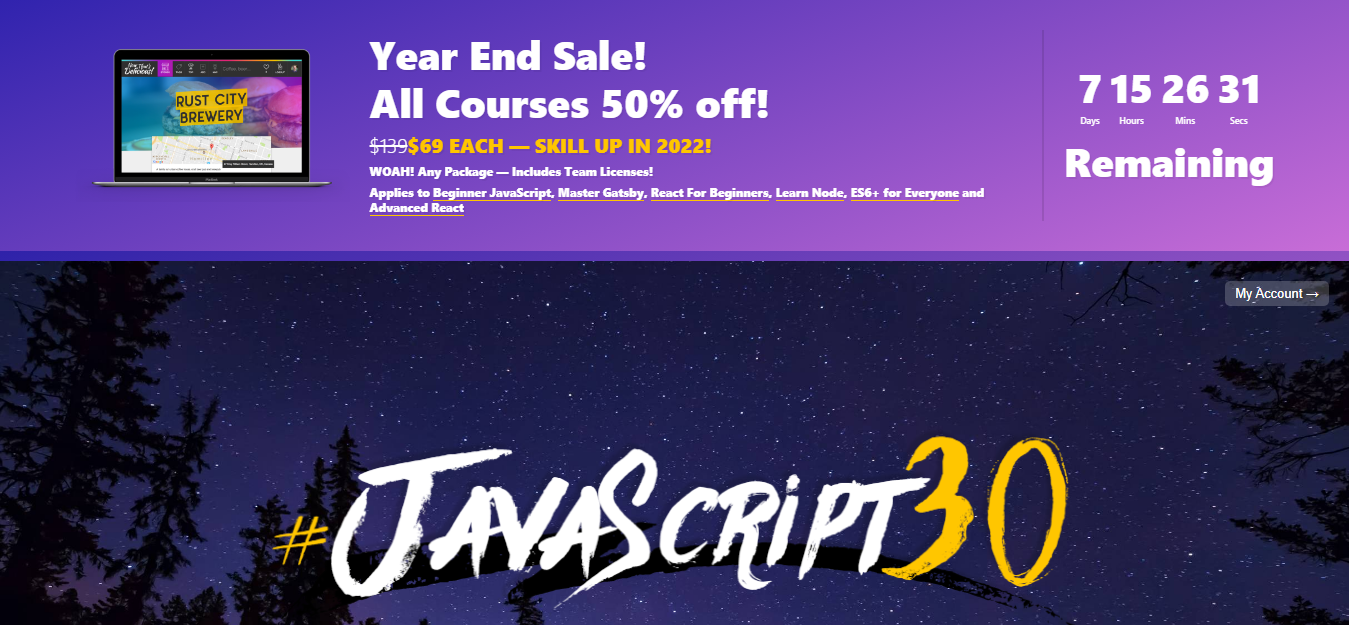 Year End Sale!
All Courses 50% off!
$139$69 EACH — SKILL UP IN 2022!
WOAH! Any Package — Includes Team Licenses!
Applies to Beginner JavaScript, Master Gatsby, React For Beginners, Learn Node, ES6+ for Everyone and
Advanced React
RUST CITY
BREWERY
7 15 26 31
Days Hours Mins Secs
Remaining
My Account →
#JAVASCRIPT30